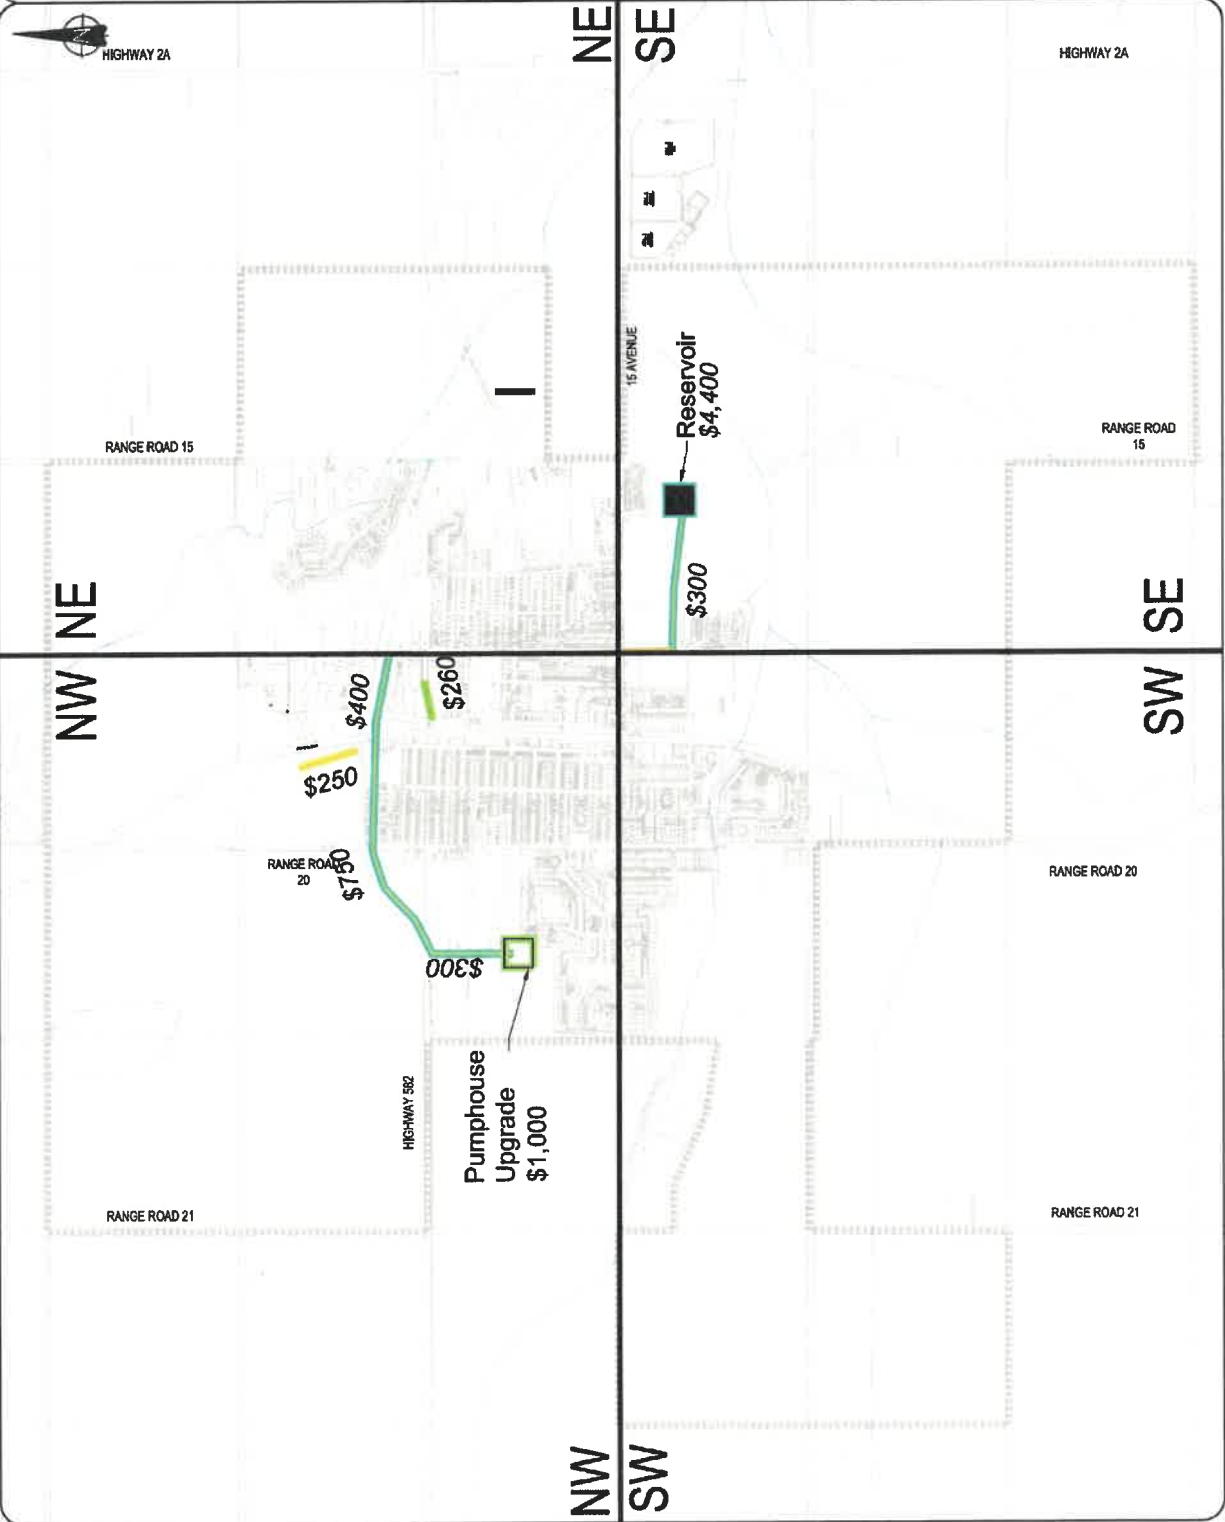 N
HIGHWAY 2A
NE
SE
HIGHWAY 2A
15 AVENUE
Reservoir
$4,400
RANGE ROAD 15
RANGE ROAD
15
$300
NE
SE
NW
$400
$260
$250
SW
RANGE ROAD
20
$750
RANGE ROAD 20
$300
Pumphouse
Upgrade
$1,000
HIGHWAY 582
RANGE ROAD 21
RANGE ROAD 21
NW
SW